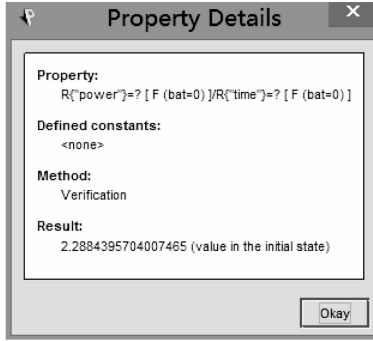 Property Details
Property:
R{"power"}=? [ F (bat=0) ]/R{"time"}=? [ F (bat=0) ]
Defined constants:
<none>
Method:
Verification
Result:
2.2884395704007465 (value in the initial state)
Okay